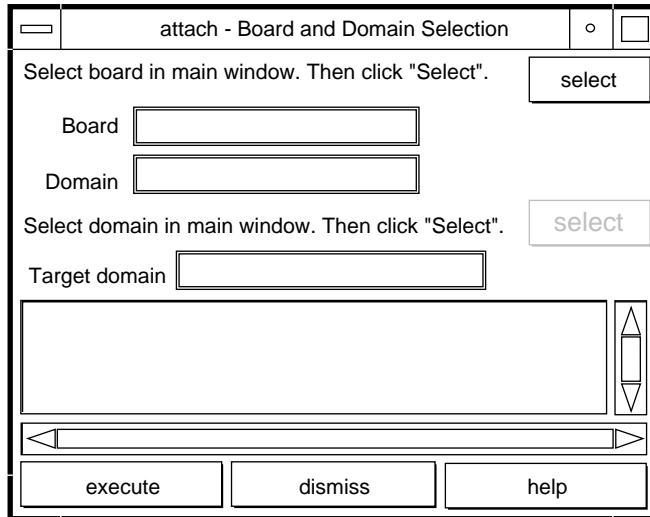 attach - Board and Domain Selection
Select board in main window. Then click "Select".
select
Board
Domain
Select domain in main window. Then click "Select".
select
Target domain
execute
dismiss
help